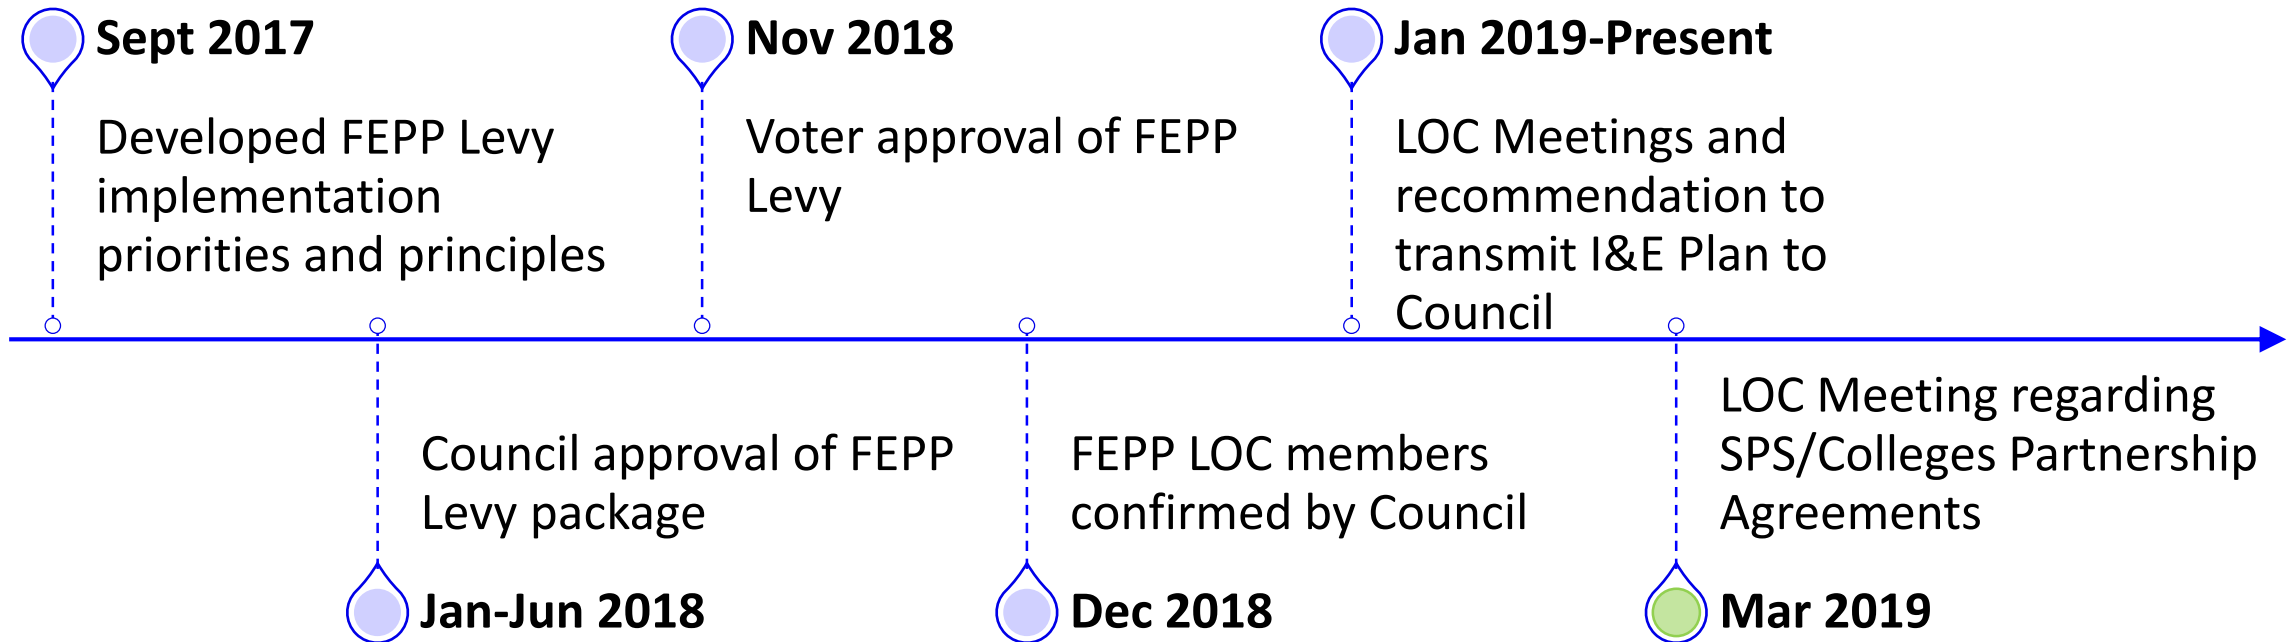 Sept 2017
Developed FEPP Levy
implementation
priorities and principles
Council approval of FEPP
Levy package
Jan-Jun 2018
Nov 2018
Voter approval of FEPP
Levy
FEPP LOC members
confirmed by Council
Dec 2018
Jan 2019-Present
LOC Meetings and
recommendation to
transmit I&E Plan to
Council
LOC Meeting regarding
SPS/Colleges Partnership
Agreements
Mar 2019